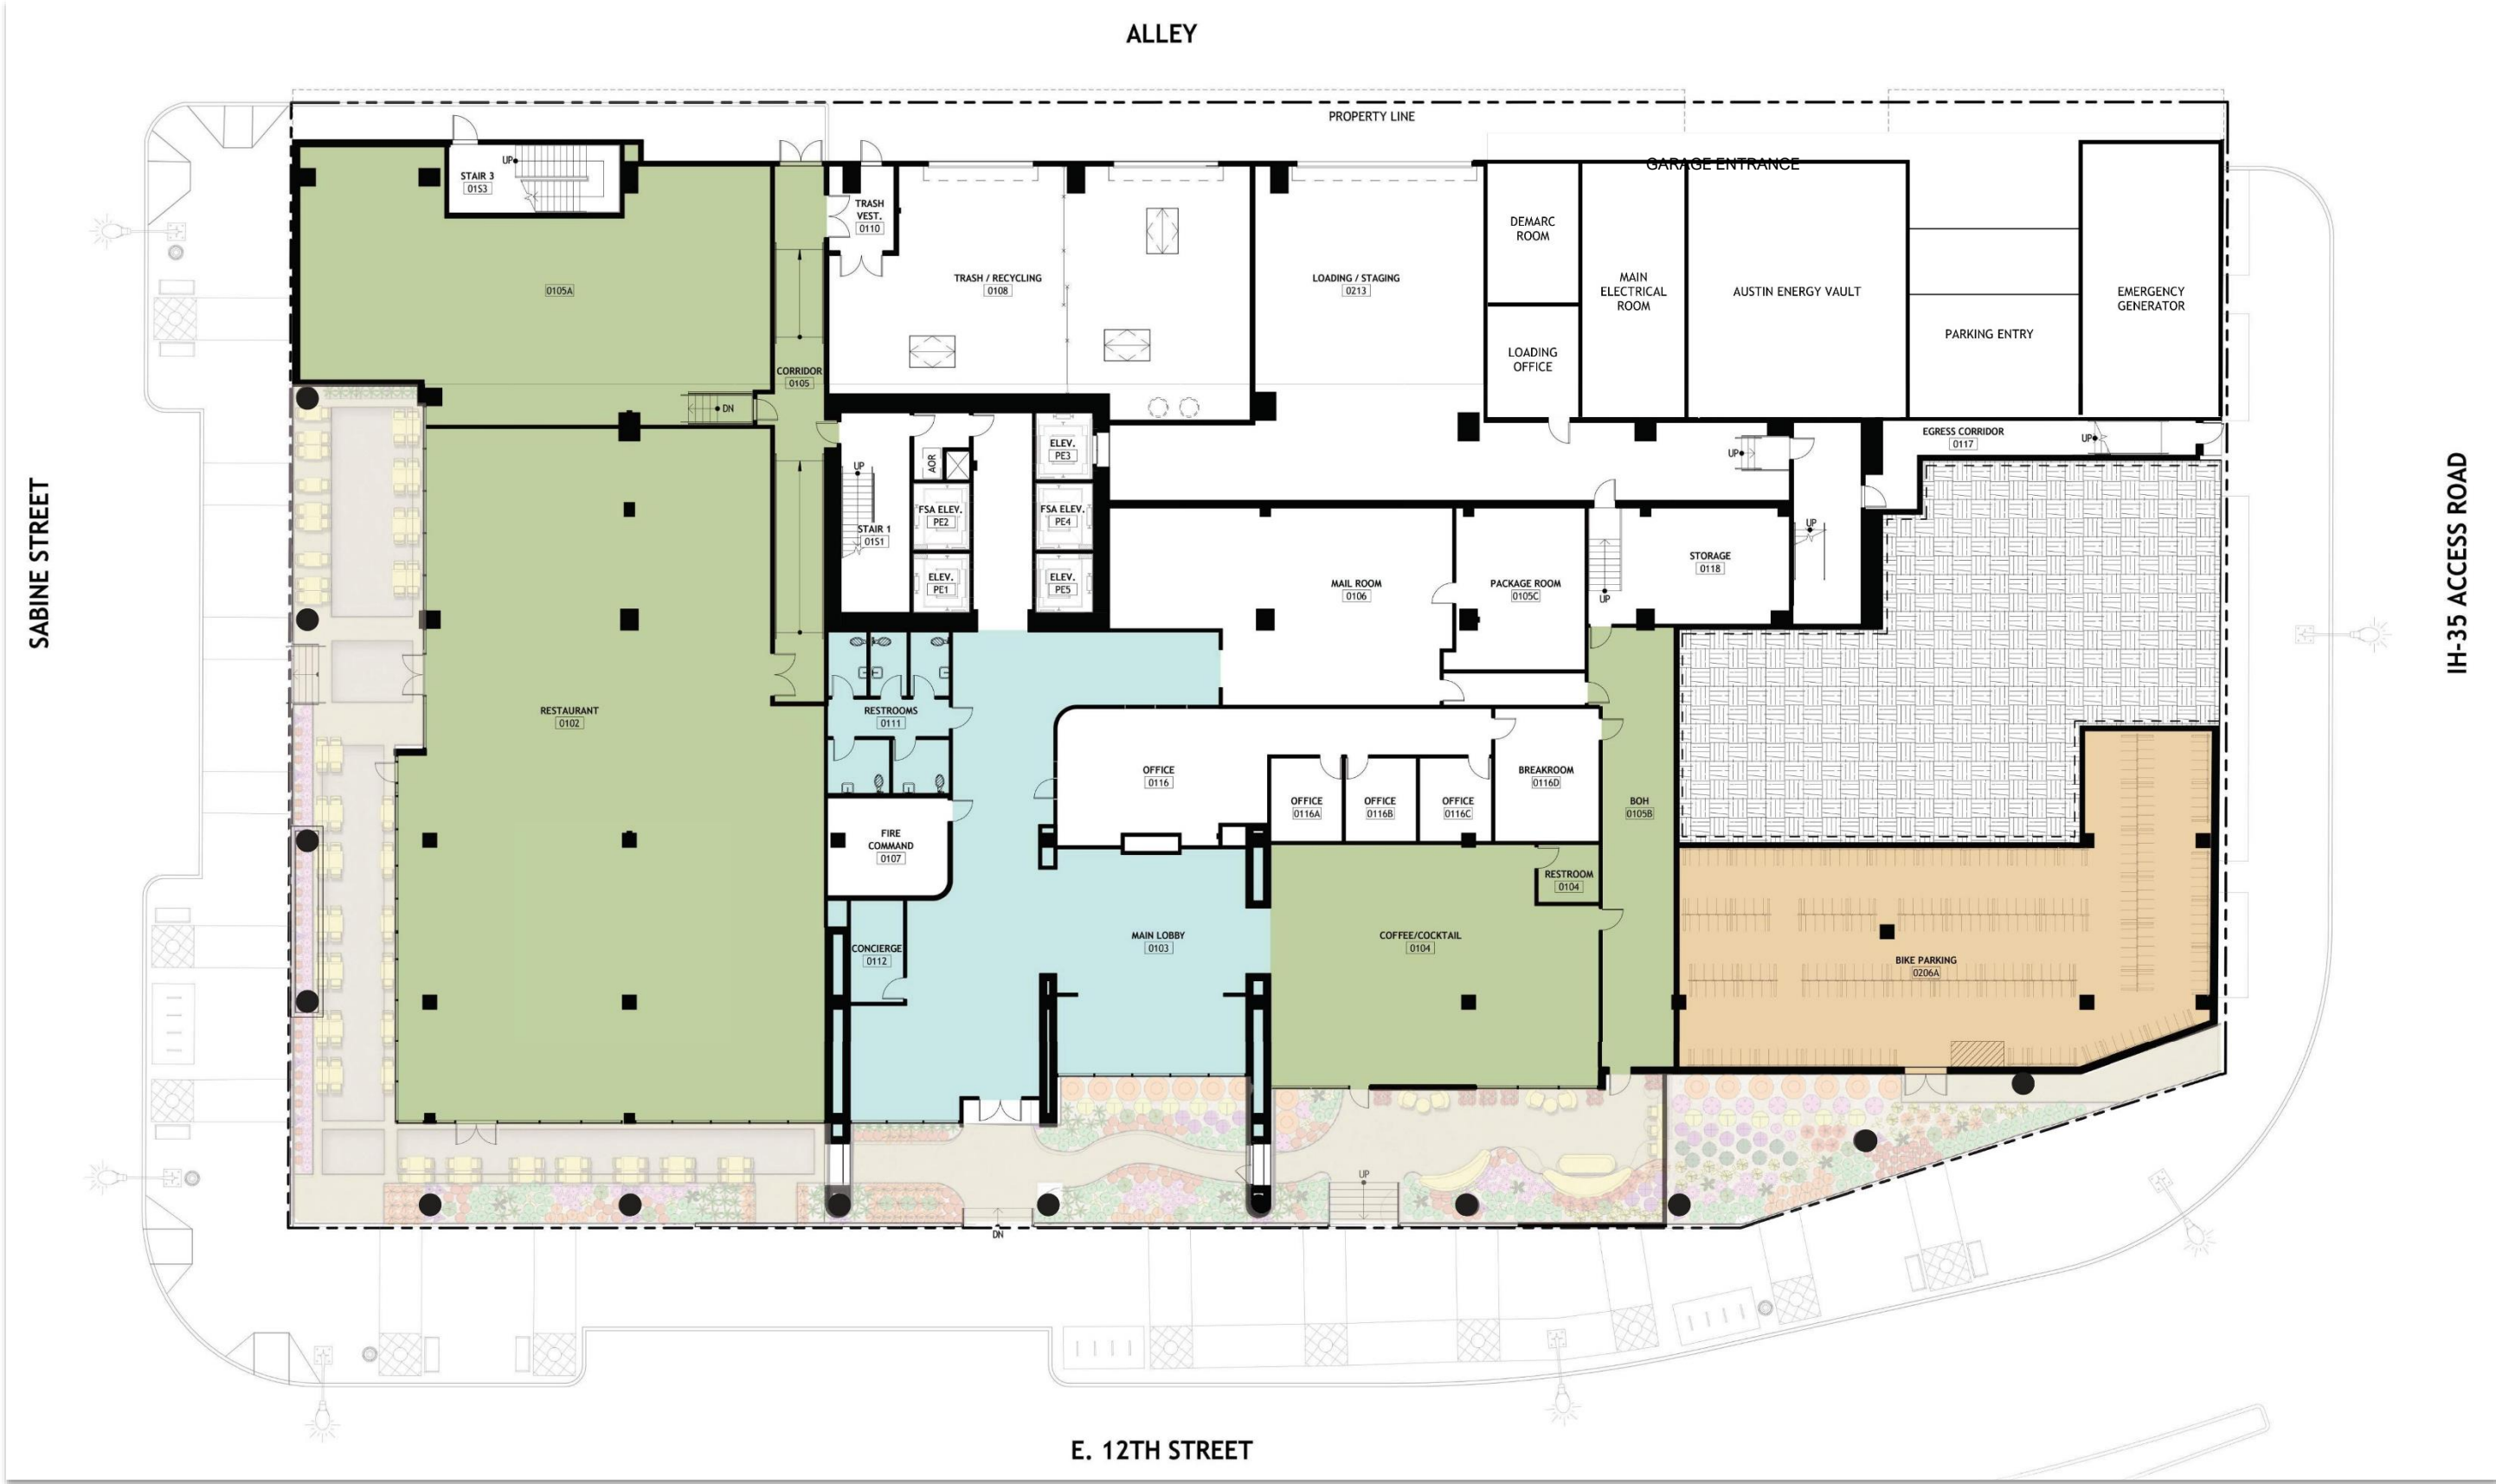 ALLEY
PROPERTY LINE
GARAGE ENTRANCE
UP
STAIR 3
01S3
TRASH
VEST.
0110
DEMARC
ROOM
TRASH / RECYCLING
0108
LOADING / STAGING
0213
MAIN
ELECTRICAL
ROOM
AUSTIN ENERGY VAULT
EMERGENCY
GENERATOR
0105A
PARKING ENTRY
LOADING
OFFICE
CORRIDOR
0105
DN
EGRESS CORRIDOR
0117
UP
ELEV.
PE3
UP
AOR
UP
FSA ELEV.
PE2
FSA ELEV.
PE4
STAIR 1
01S1
UP
SABINE STREET
IH-35 ACCESS ROAD
STORAGE
0118
ELEV.
PE1
ELEV.
PE5
MAIL ROOM
0106
PACKAGE ROOM
0105C
UP
RESTAURANT
0102
RESTROOMS
0111
OFFICE
0116
BREAKROOM
0116D
OFFICE
0116A
OFFICE
0116B
OFFICE
0116C
BOH
0105B
FIRE
COMMAND
0107
RESTROOM
0104
CONCIERGE
0112
MAIN LOBBY
0103
COFFEE/COCKTAIL
0104
BIKE PARKING
0206A
UP
DN
E. 12TH STREET